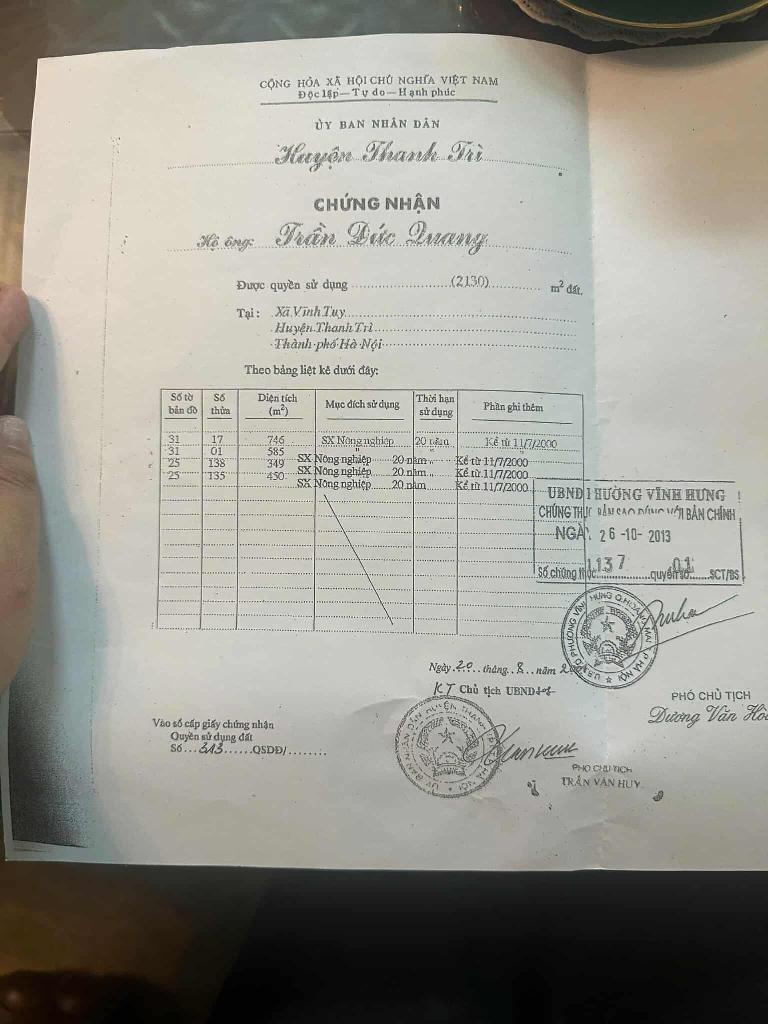 CỘNG HÒA XÃ HỘI CHỦ NGHĨA VIỆT NAM
Độc lập — Tự do — Hạnh phúc
ỦY BAN NHÂN DÂN
Huyện Thanh Trì
CHỨNG NHẬN
Hộ ông: Trần Đức Quang
Được quyền sử dụng (2130) m² đất.
Tại: Xã Vĩnh Tuy
Huyện Thanh Trì
Thành phố Hà Nội
Theo bảng liệt kê dưới đây:
Số tờ bản đồ Số thửa Diện tích (m²) Mục đích sử dụng Thời hạn sử dụng Phần ghi thêm
31 17 746 SX Nông nghiệp 20 năm Kể từ 11/7/2000
31 01 585 SX Nông nghiệp 20 năm Kể từ 11/7/2000
25 138 349 SX Nông nghiệp 20 năm Kể từ 11/7/2000
25 135 450 SX Nông nghiệp 20 năm Kể từ 11/7/2000
UBND PHƯỜNG VĨNH HƯNG
CHỨNG THỰC BẢN SAO ĐÚNG VỚI BẢN CHÍNH
NGÀY 26 -10- 2013
Số chứng thực 1137 quyển số 01 SCT/BS
Ngày 20 tháng 8 năm
KT Chủ tịch UBND
PHÓ CHỦ TỊCH
Dương Văn
Vào sổ cấp giấy chứng nhận
Quyền sử dụng đất
Số 313 QSDĐ/
PHÓ CHỦ TỊCH
TRẦN VĂN HUY